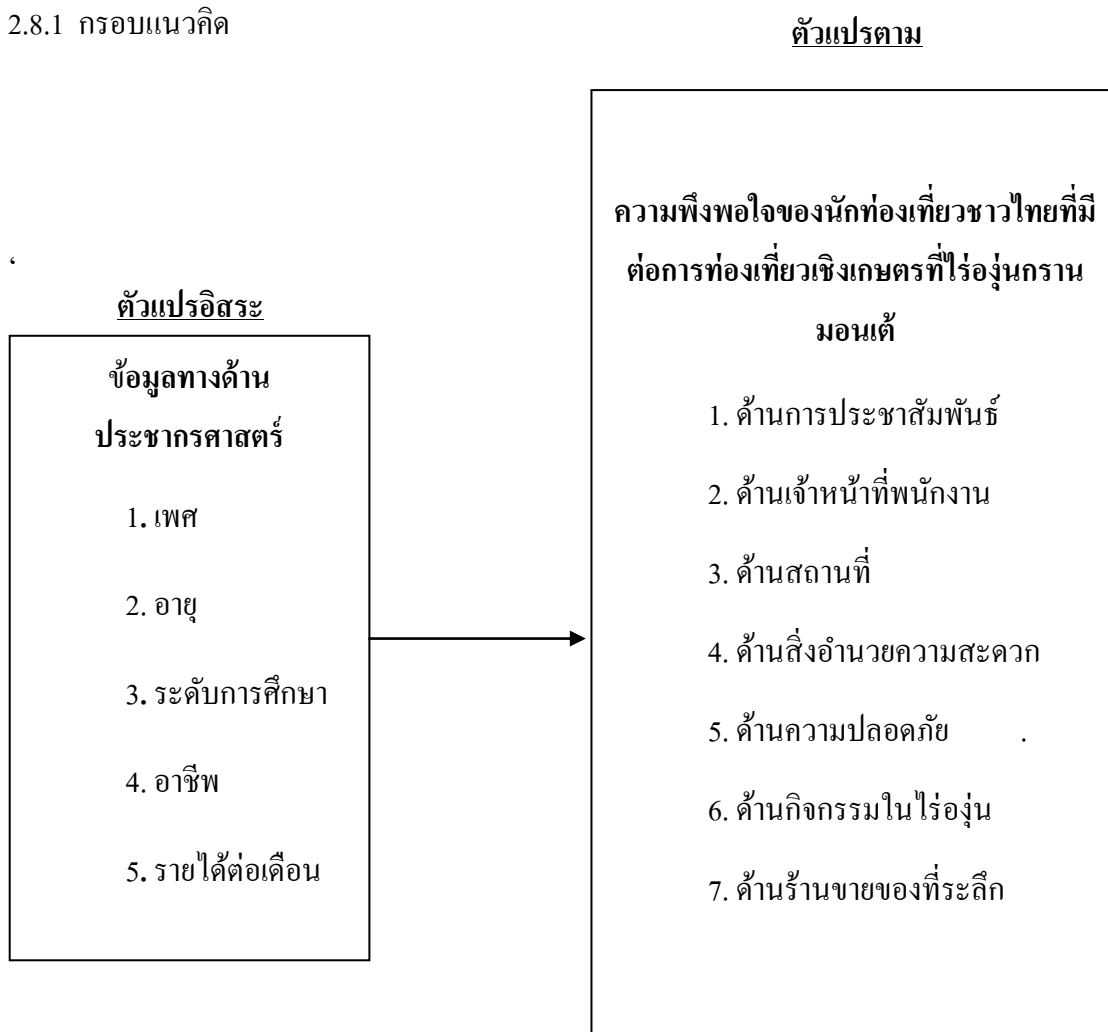 2.8.1 กรอบแนวคิด
ตัวแปรตาม
ความพึงพอใจของนักท่องเที่ยวชาวไทยที่มี
ต่อการท่องเที่ยวเชิงเกษตรที่ไร่องุ่นกราน
มอนเต้
1. ด้านการประชาสัมพันธ์
2. ด้านเจ้าหน้าที่พนักงาน
3. ด้านสถานที่
4. ด้านสิ่งอำนวยความสะดวก
5. ด้านความปลอดภัย .
6. ด้านกิจกรรมในไร่องุ่น
7. ด้านร้านขายของที่ระลึก
‘
ตัวแปรอิสระ
ข้อมูลทางด้าน
ประชากรศาสตร์
1. เพศ
2. อายุ
3. ระดับการศึกษา
4. อาชีพ
5. รายได้ต่อเดือน